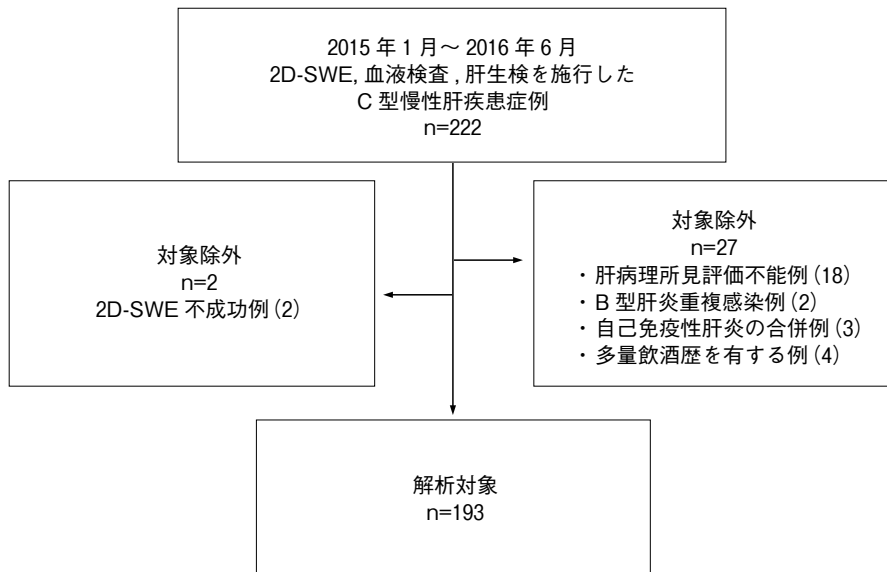 2015 年 1 月～ 2016 年 6 月
2D-SWE, 血液検査 , 肝生検を施行した
C 型慢性肝疾患症例
n=222
対象除外
n=2
2D-SWE 不成功例 (2)
対象除外
n=27
・肝病理所見評価不能例 (18)
・B 型肝炎重複感染例 (2)
・自己免疫性肝炎の合併例 (3)
・多量飲酒歴を有する例 (4)
解析対象
n=193